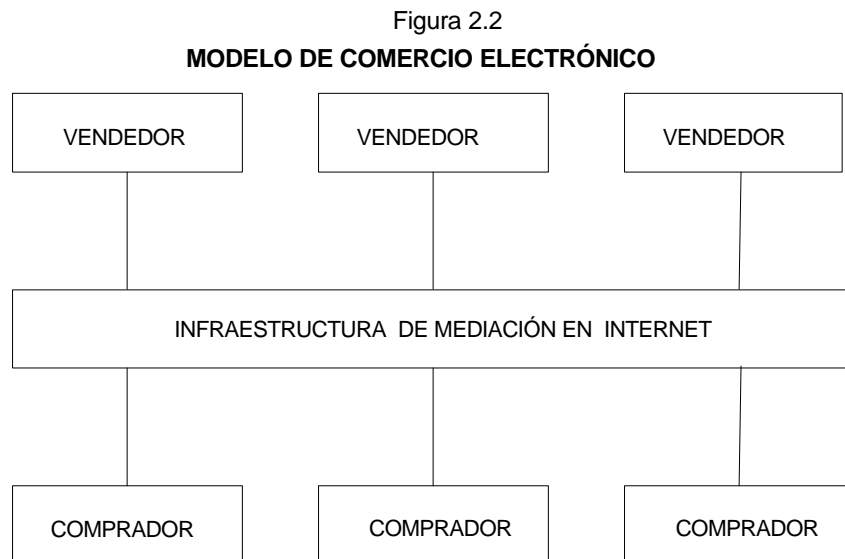 Figura 2.2
MODELO DE COMERCIO ELECTRÓNICO
VENDEDOR
VENDEDOR
VENDEDOR
INFRAESTRUCTURA DE MEDIACIÓN EN INTERNET
COMPRADOR
COMPRADOR
COMPRADOR